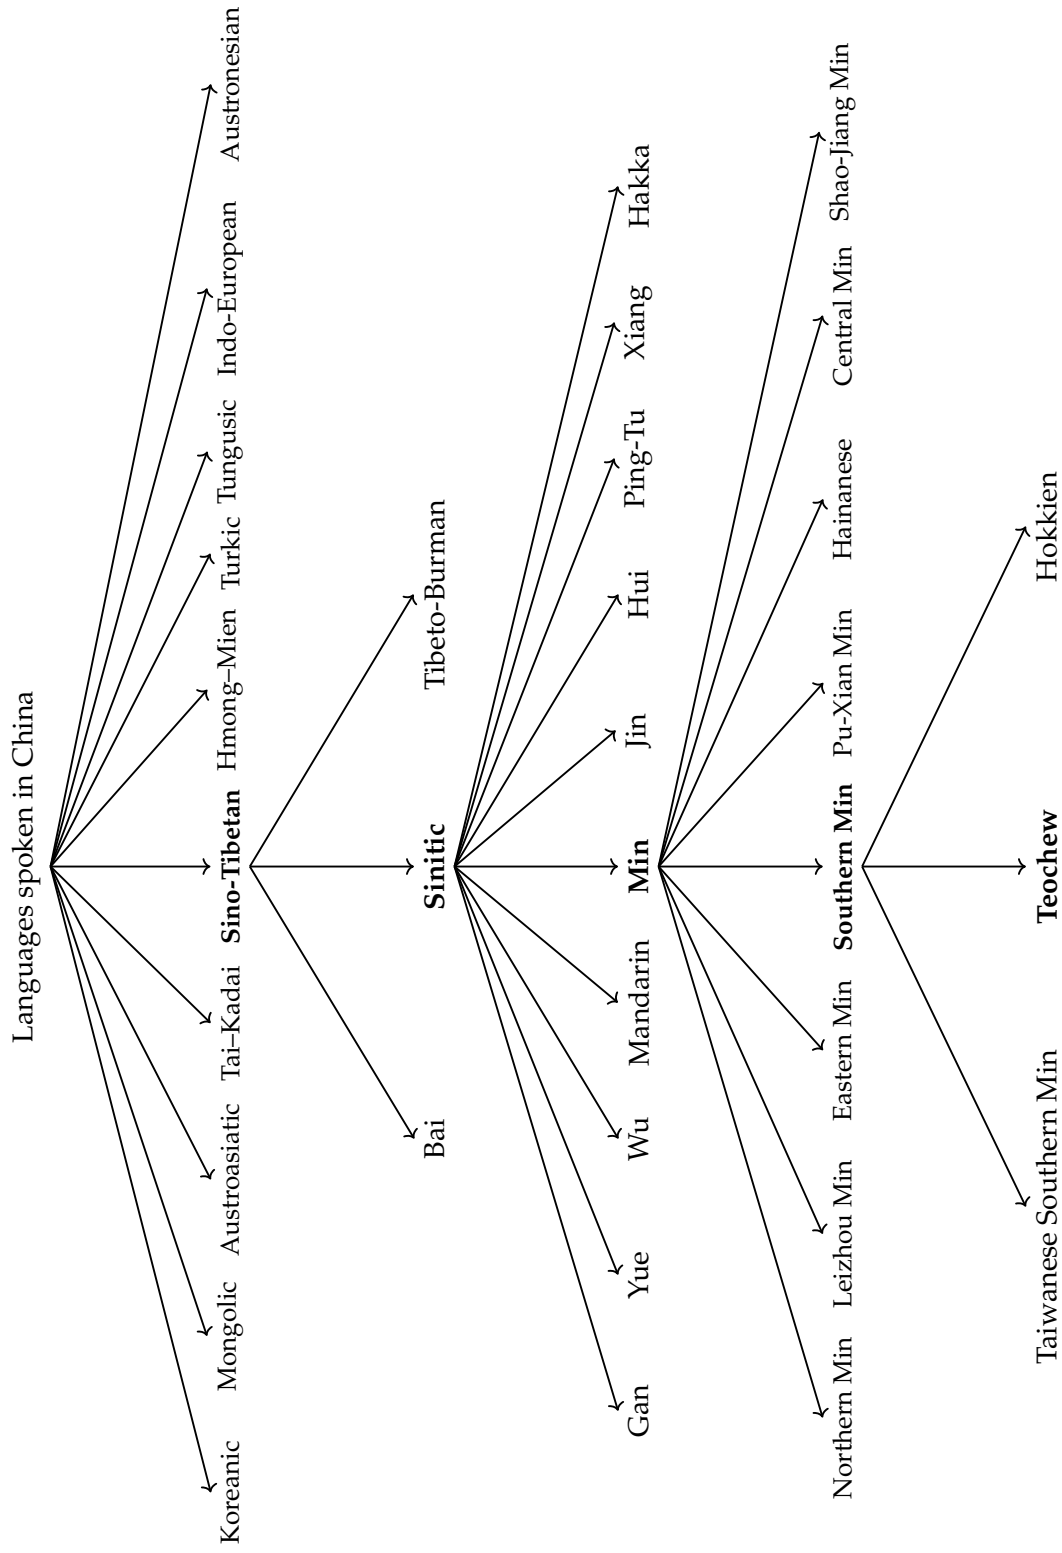 Languages spoken in China
Koreanic Mongolic Austroasiatic Tai–Kadai Sino-Tibetan Hmong–Mien Turkic Tungusic Indo-European Austronesian
Bai Sinitic Tibeto-Burman
Gan Yue Wu Mandarin Min Jin Hui Ping-Tu Xiang Hakka
Northern Min Leizhou Min Eastern Min Southern Min Pu-Xian Min Hainanese Central Min Shao-Jiang Min
Taiwanese Southern Min Teochew Hokkien